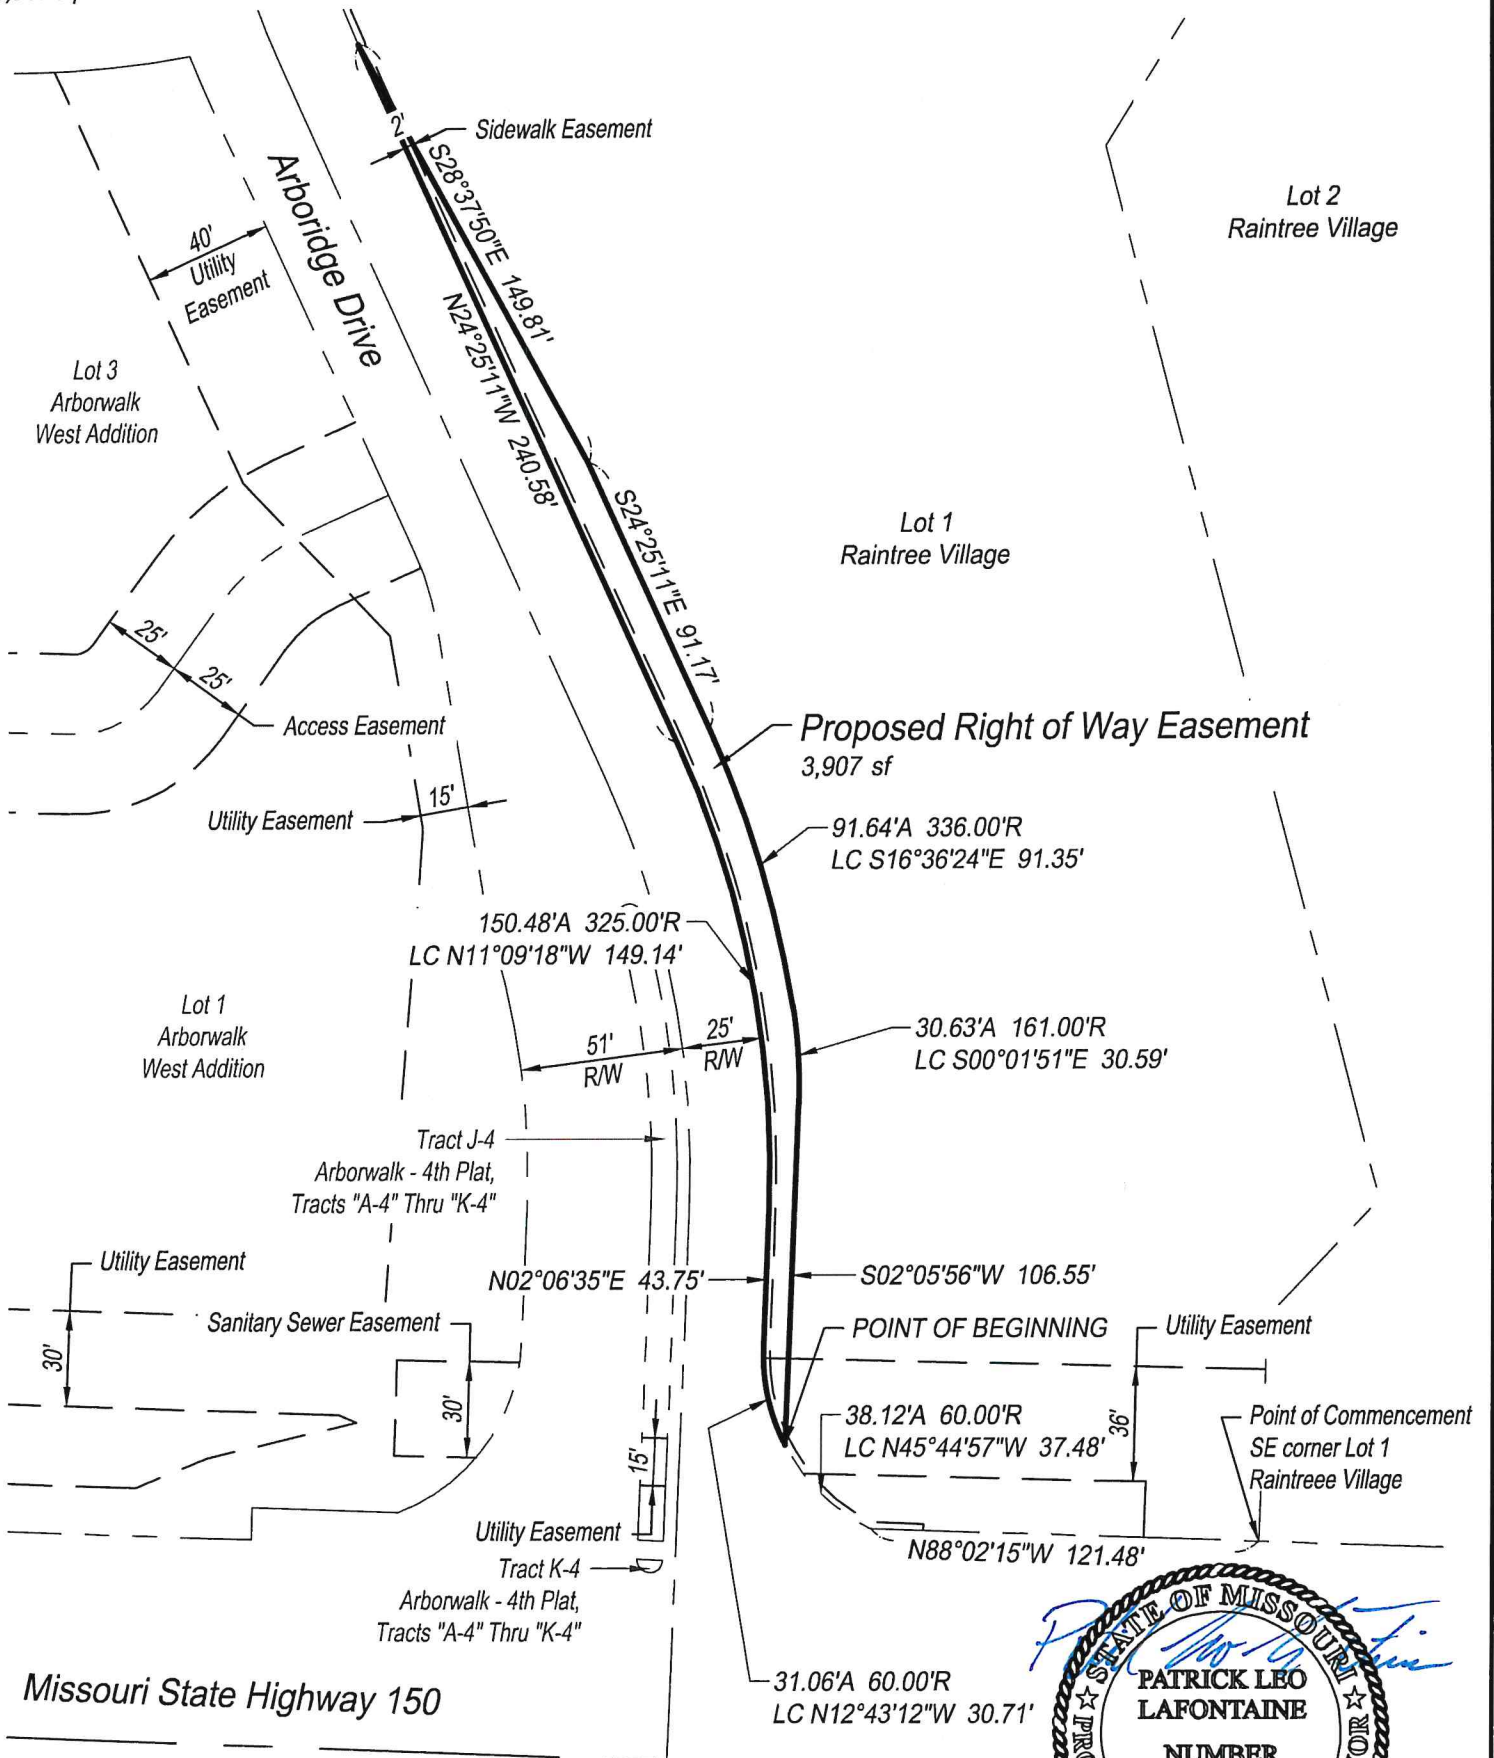 2'
Sidewalk Easement
S28°37'50"E 149.81'
Arboridge Drive
40'
Utility
Easement
N24°25'11"W 240.58'
Lot 2
Raintree Village
Lot 3
Arborwalk
West Addition
S24°25'11"E 91.17'
Lot 1
Raintree Village
25'
25'
Access Easement
Proposed Right of Way Easement
3,907 sf
15'
Utility Easement
91.64'A 336.00'R
LC S16°36'24"E 91.35'
150.48'A 325.00'R
LC N11°09'18"W 149.14'
Lot 1
Arborwalk
West Addition
51'
R/W
25'
R/W
30.63'A 161.00'R
LC S00°01'51"E 30.59'
Tract J-4
Arborwalk - 4th Plat,
Tracts "A-4" Thru "K-4"
Utility Easement
N02°06'35"E 43.75'
S02°05'56"W 106.55'
Sanitary Sewer Easement
POINT OF BEGINNING
Utility Easement
30'
30'
15'
38.12'A 60.00'R
LC N45°44'57"W 37.48'
36'
Point of Commencement
SE corner Lot 1
Raintreee Village
Utility Easement
Tract K-4
Arborwalk - 4th Plat,
Tracts "A-4" Thru "K-4"
N88°02'15"W 121.48'
31.06'A 60.00'R
LC N12°43'12"W 30.71'
Missouri State Highway 150
STATE OF MISSOURI
PATRICK LEO
LAFONTAINE
NUMBER